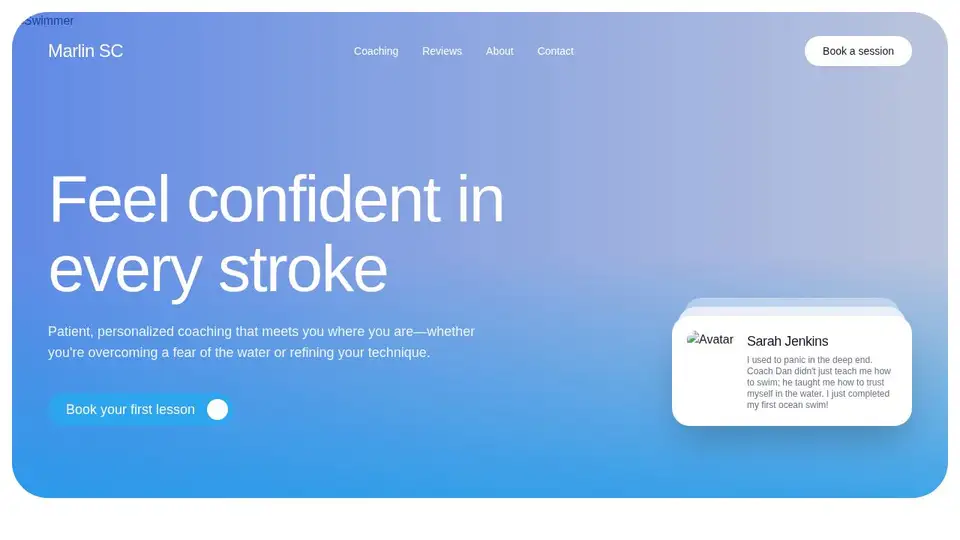 Swimmer
Marlin SC
Coaching
Reviews
About
Contact
Book a session
Feel confident in
every stroke
Patient, personalized coaching that meets you where you are—whether
you're overcoming a fear of the water or refining your technique.
Book your first lesson
Avatar
Sarah Jenkins
I used to panic in the deep end.
Coach Dan didn't just teach me how
to swim; he taught me how to trust
myself in the water. I just completed
my first ocean swim!